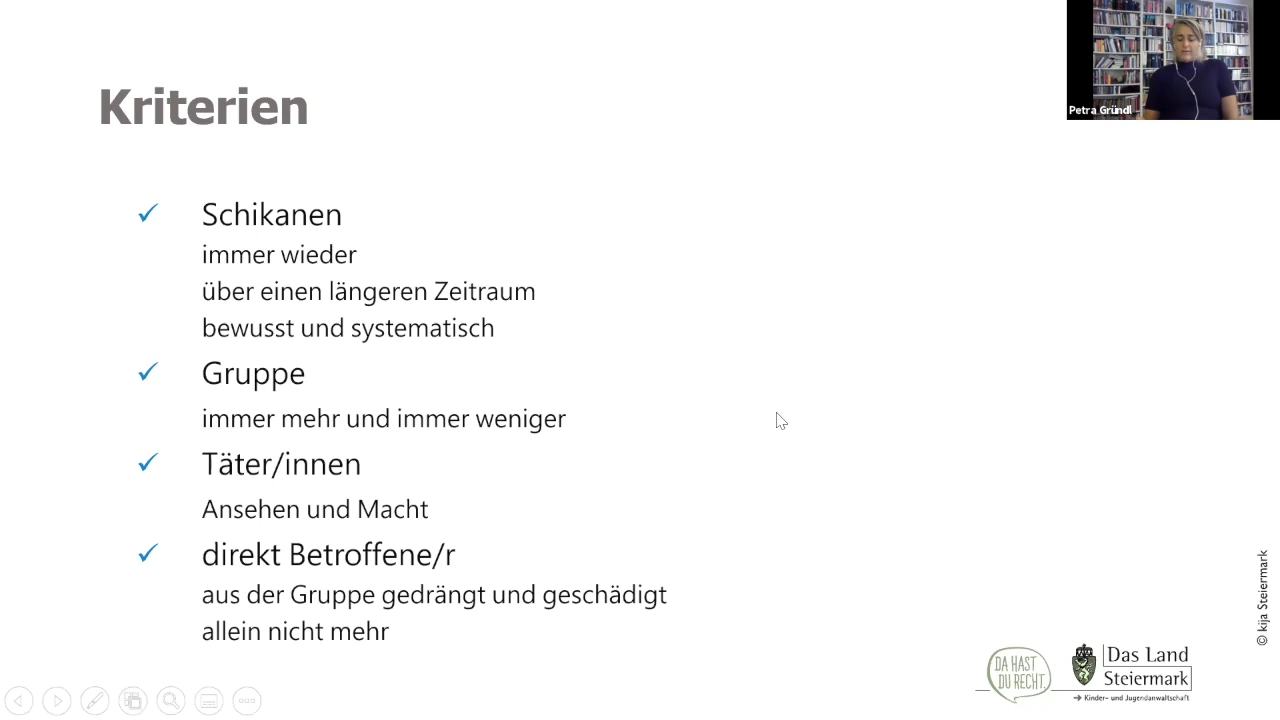 Kriterien
Petra Gründl
Schikanen
immer wieder
über einen längeren Zeitraum
bewusst und systematisch
Gruppe
immer mehr und immer weniger
Täter/innen
Ansehen und Macht
direkt Betroffene/r
aus der Gruppe gedrängt und geschädigt
allein nicht mehr
© kija Steiermark
DA HAST
DU RECHT.
Das Land
Steiermark
→ Kinder- und Jugendanwaltschaft